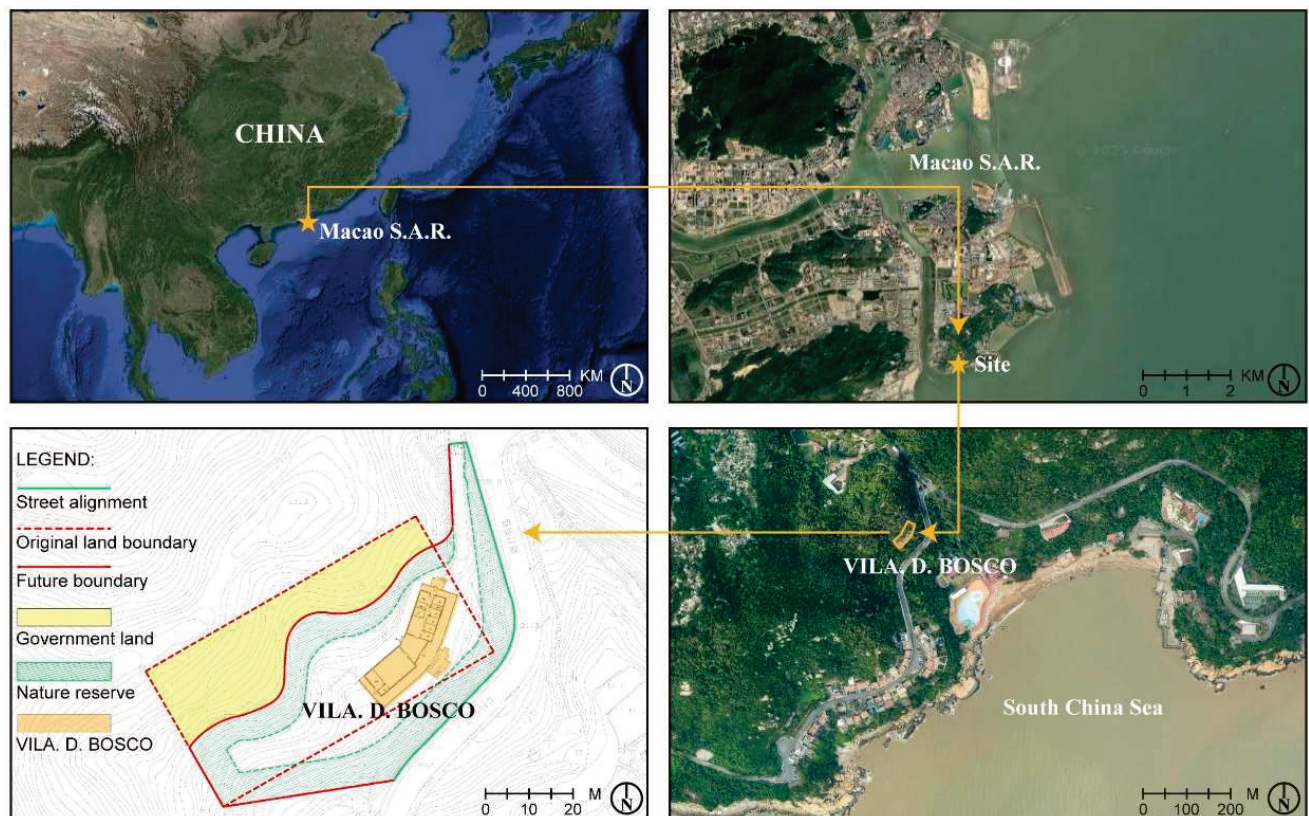 CHINA
Macao S.A.R.
0 400 800 KM
N
Macao S.A.R.
Site
0 1 2 KM
N
LEGEND:
Street alignment
Original land boundary
Future boundary
Government land
Nature reserve
VILA. D. BOSCO
VILA. D. BOSCO
0 10 20 M
N
VILA. D. BOSCO
South China Sea
0 100 200 M
N